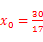 x₀ = 30/17